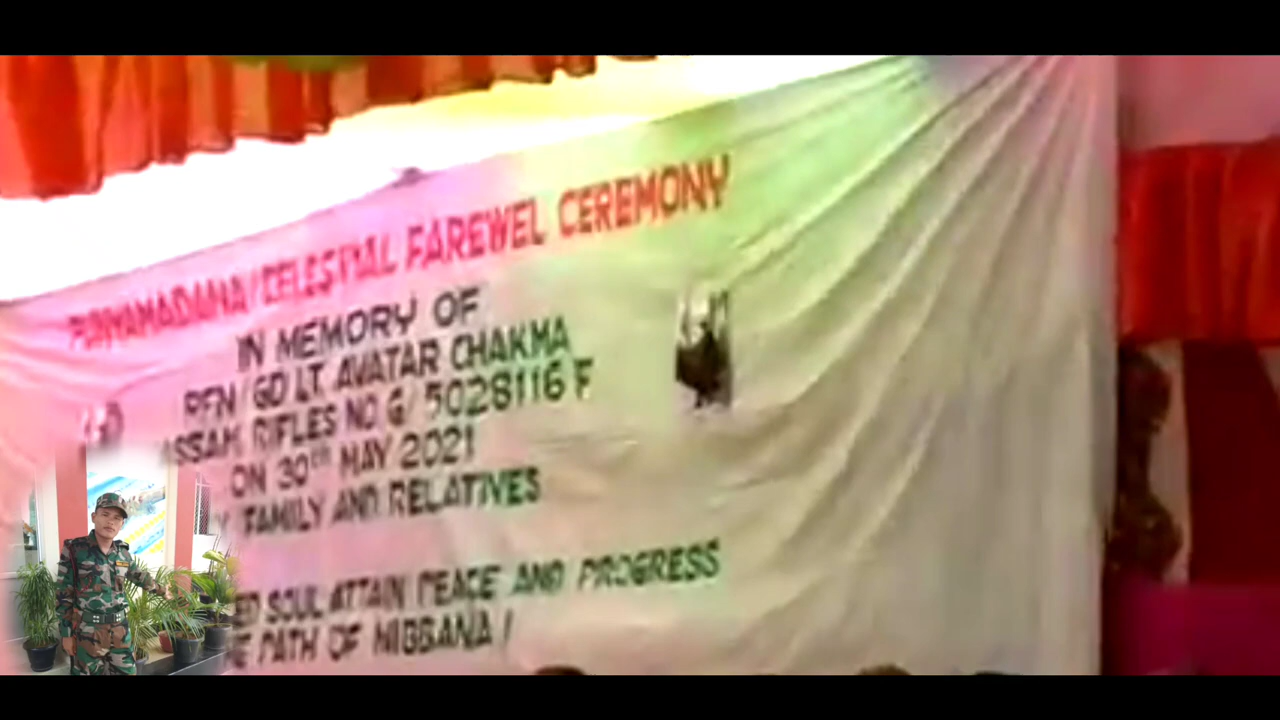 PUNYAMADANA/CELESTIAL FAREWEL CEREMONY
IN MEMORY OF
RFN/GD LT. AVATAR CHAKMA
ASSAM RIFLES NO G/5028116 F
ON 30TH MAY 2021
FAMILY AND RELATIVES
SOUL ATTAIN PEACE AND PROGRESS
PATH OF NIBBANA/